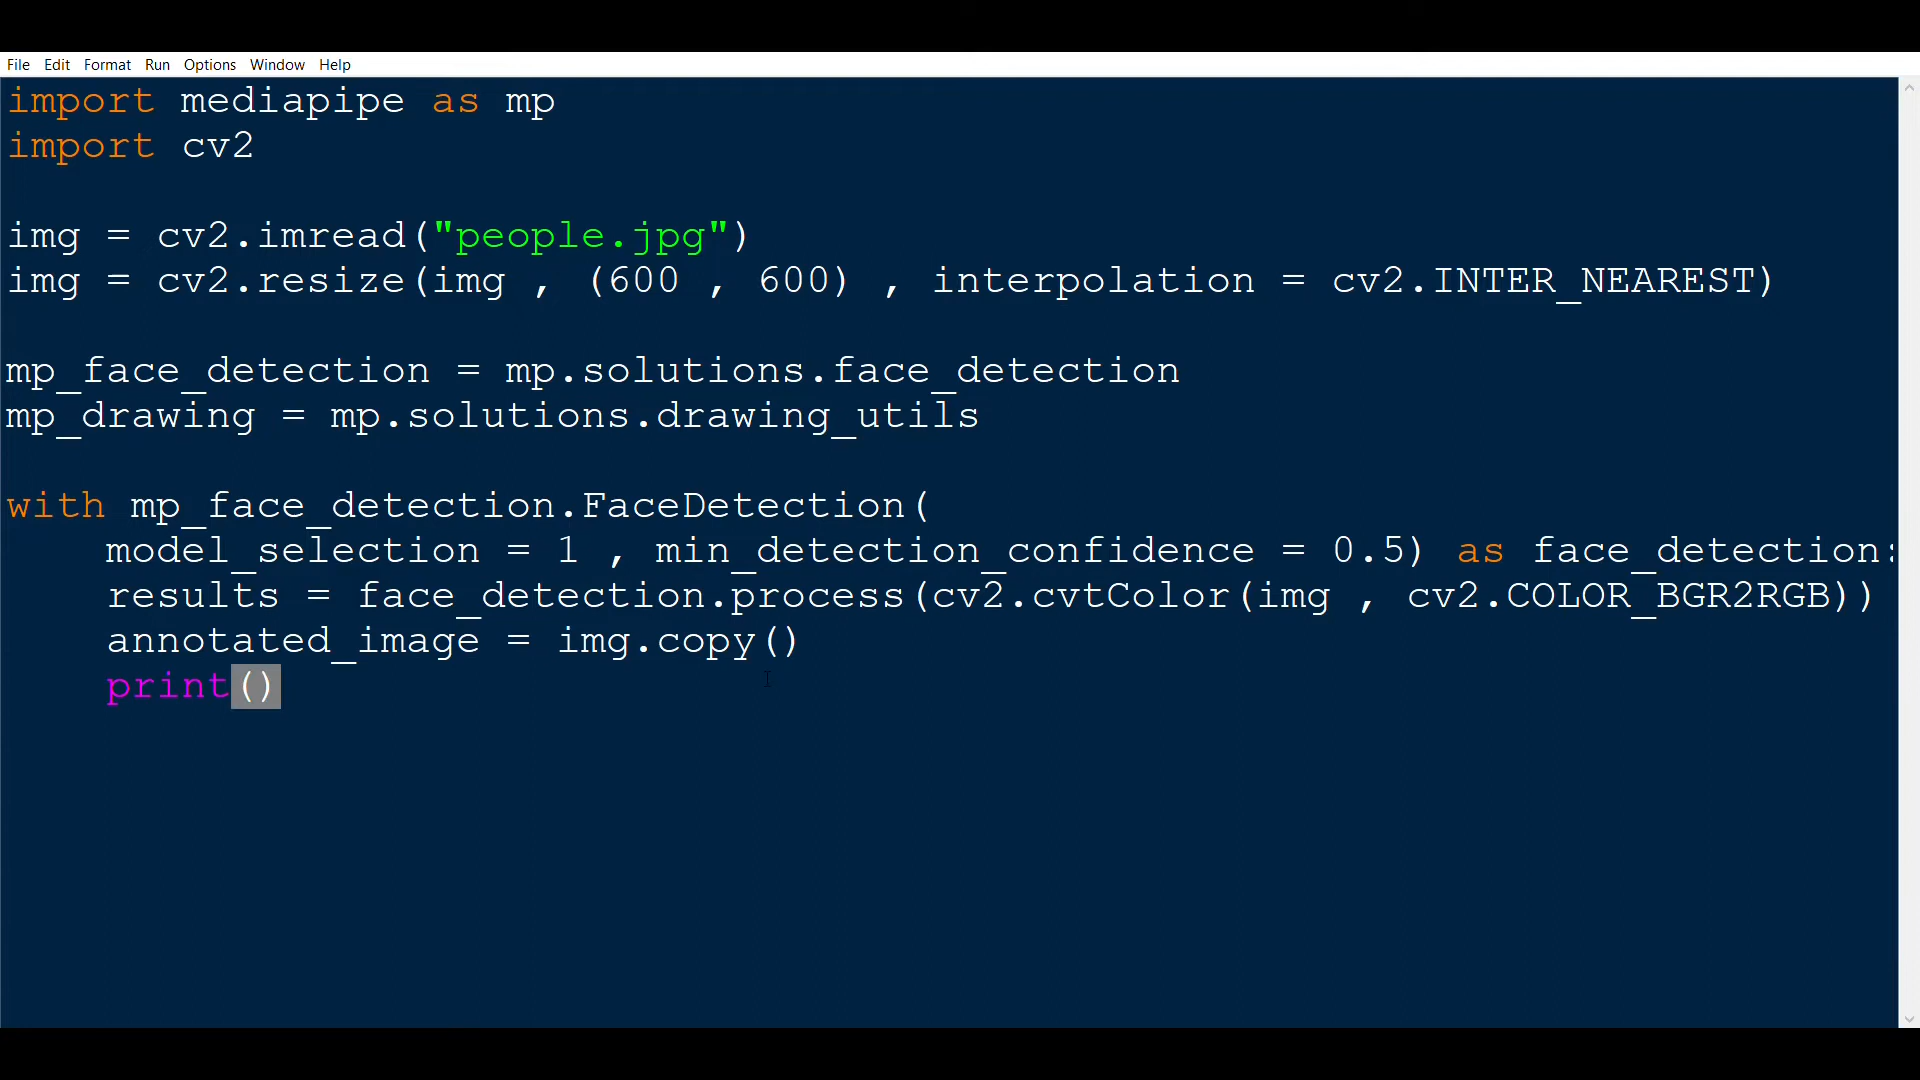 File Edit Format Run Options Window Help
import mediapipe as mp
import cv2
img = cv2.imread("people.jpg")
img = cv2.resize(img , (600 , 600) , interpolation = cv2.INTER_NEAREST)
mp_face_detection = mp.solutions.face_detection
mp_drawing = mp.solutions.drawing_utils
with mp_face_detection.FaceDetection(
    model_selection = 1 , min_detection_confidence = 0.5) as face_detection:
    results = face_detection.process(cv2.cvtColor(img , cv2.COLOR_BGR2RGB))
    annotated_image = img.copy()
    print()